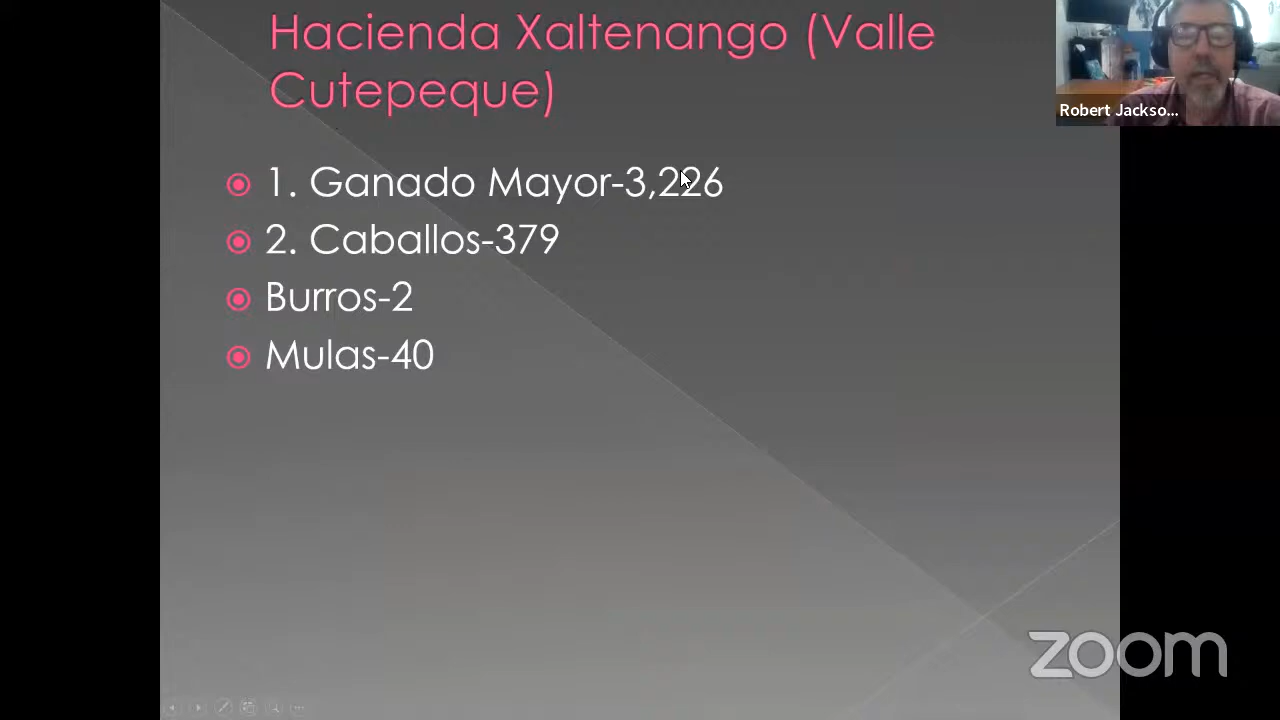 Hacienda Xaltenango (Valle
Cutepeque)
1. Ganado Mayor-3,226
2. Caballos-379
Burros-2
Mulas-40
Robert Jackso...
zoom